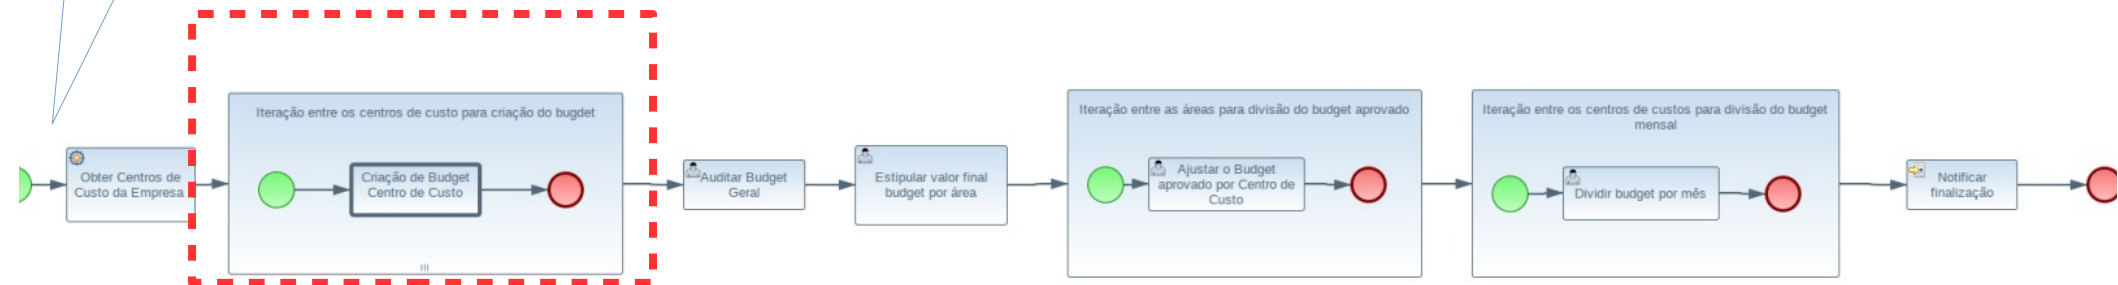 Obter Centros de
Custo da Empresa
Iteração entre os centros de custo para criação do bugdet
Criação de Budget
Centro de Custo
Auditar Budget
Geral
Estipular valor final
budget por área
Iteração entre as áreas para divisão do budget aprovado
Ajustar o Budget
aprovado por Centro de
Custo
Iteração entre os centros de custos para divisão do budget
mensal
Dividir budget por mês
Notificar
finalização